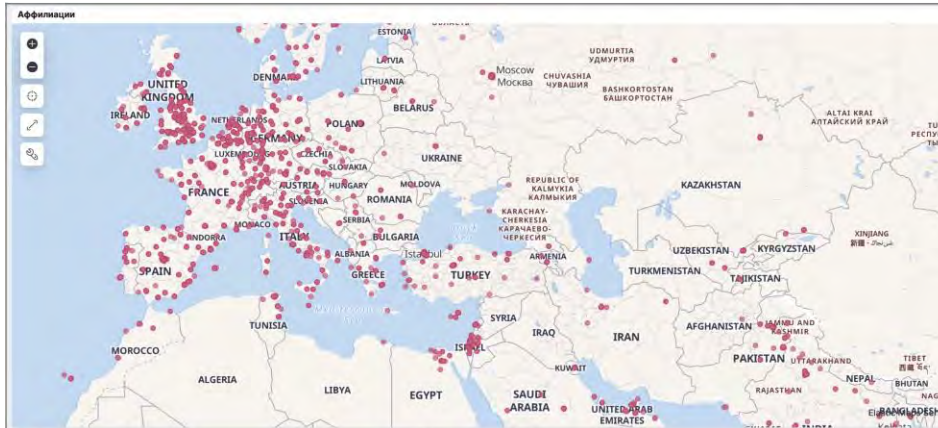 Аффилиации
ESTONIA
LATVIA
LITHUANIA
DENMARK
UNITED
KINGDOM
IRELAND
NETHERLANDS
GERMANY
POLAND
BELARUS
Moscow
Москва
CHUVASHIA
ЧУВАШИЯ
UDMURTIA
УДМУРТИЯ
BASHKORTOSTAN
БАШКОРТОСТАН
ALTAI KRAI
АЛТАЙСКИЙ КРАЙ
LUXEMBOURG
CZECHIA
SLOVAKIA
UKRAINE
FRANCE
AUSTRIA
HUNGARY
MOLDOVA
SLOVENIA
ROMANIA
REPUBLIC OF
KALMYKIA
КАЛМЫКИЯ
KAZAKHSTAN
MONACO
SERBIA
KARACHAY-
CHERKESSIA
КАРАЧАЕВО-
ЧЕРКЕСИЯ
ANDORRA
ITALY
BULGARIA
XINJIANG
SPAIN
ALBANIA
Istanbul
GREECE
TURKEY
ARMENIA
UZBEKISTAN
KYRGYZSTAN
TURKMENISTAN
TAJIKISTAN
TUNISIA
SYRIA
MOROCCO
ISRAEL
IRAQ
IRAN
AFGHANISTAN
JAMMU AND
KASHMIR
PAKISTAN
UTTARAKHAND
TIBET
ALGERIA
LIBYA
EGYPT
KUWAIT
SAUDI
ARABIA
UNITED ARAB
EMIRATES
RAJASTHAN
NEPAL
BHUTAN
BANGLADESH
INDIA